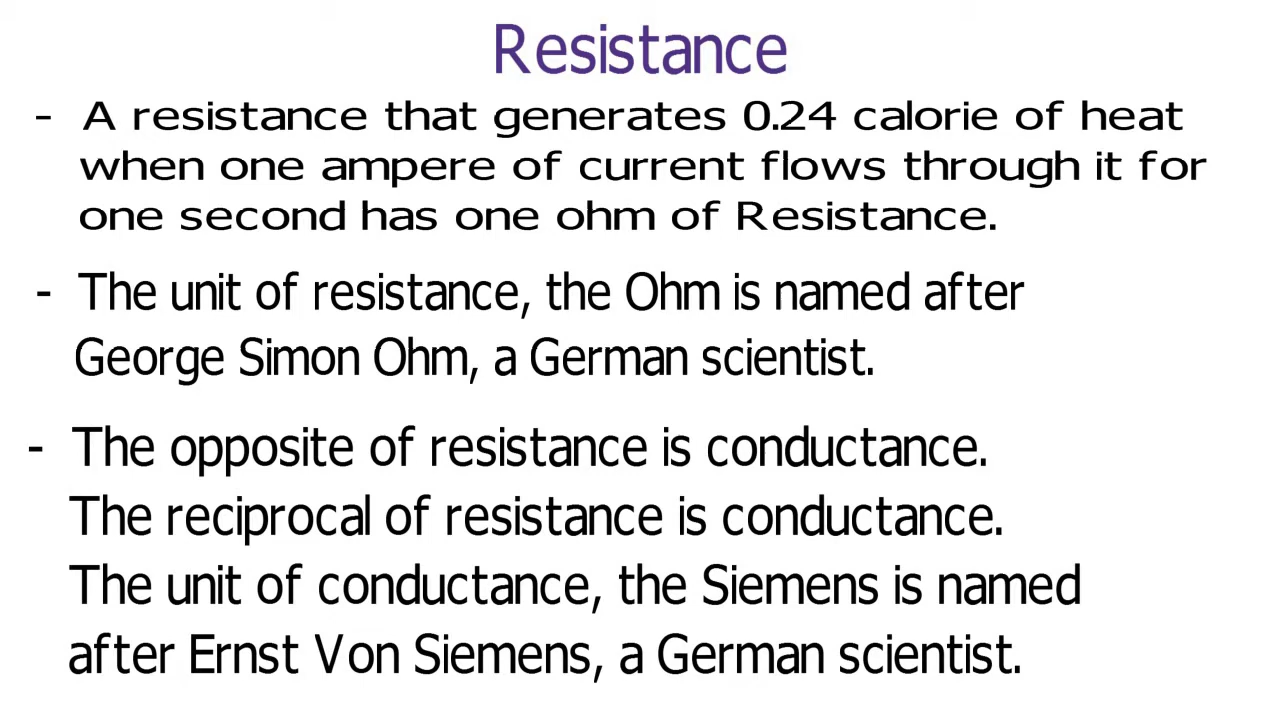 Resistance
- A resistance that generates 0.24 calorie of heat
when one ampere of current flows through it for
one second has one ohm of Resistance.
- The unit of resistance, the Ohm is named after
George Simon Ohm, a German scientist.
- The opposite of resistance is conductance.
The reciprocal of resistance is conductance.
The unit of conductance, the Siemens is named
after Ernst Von Siemens, a German scientist.